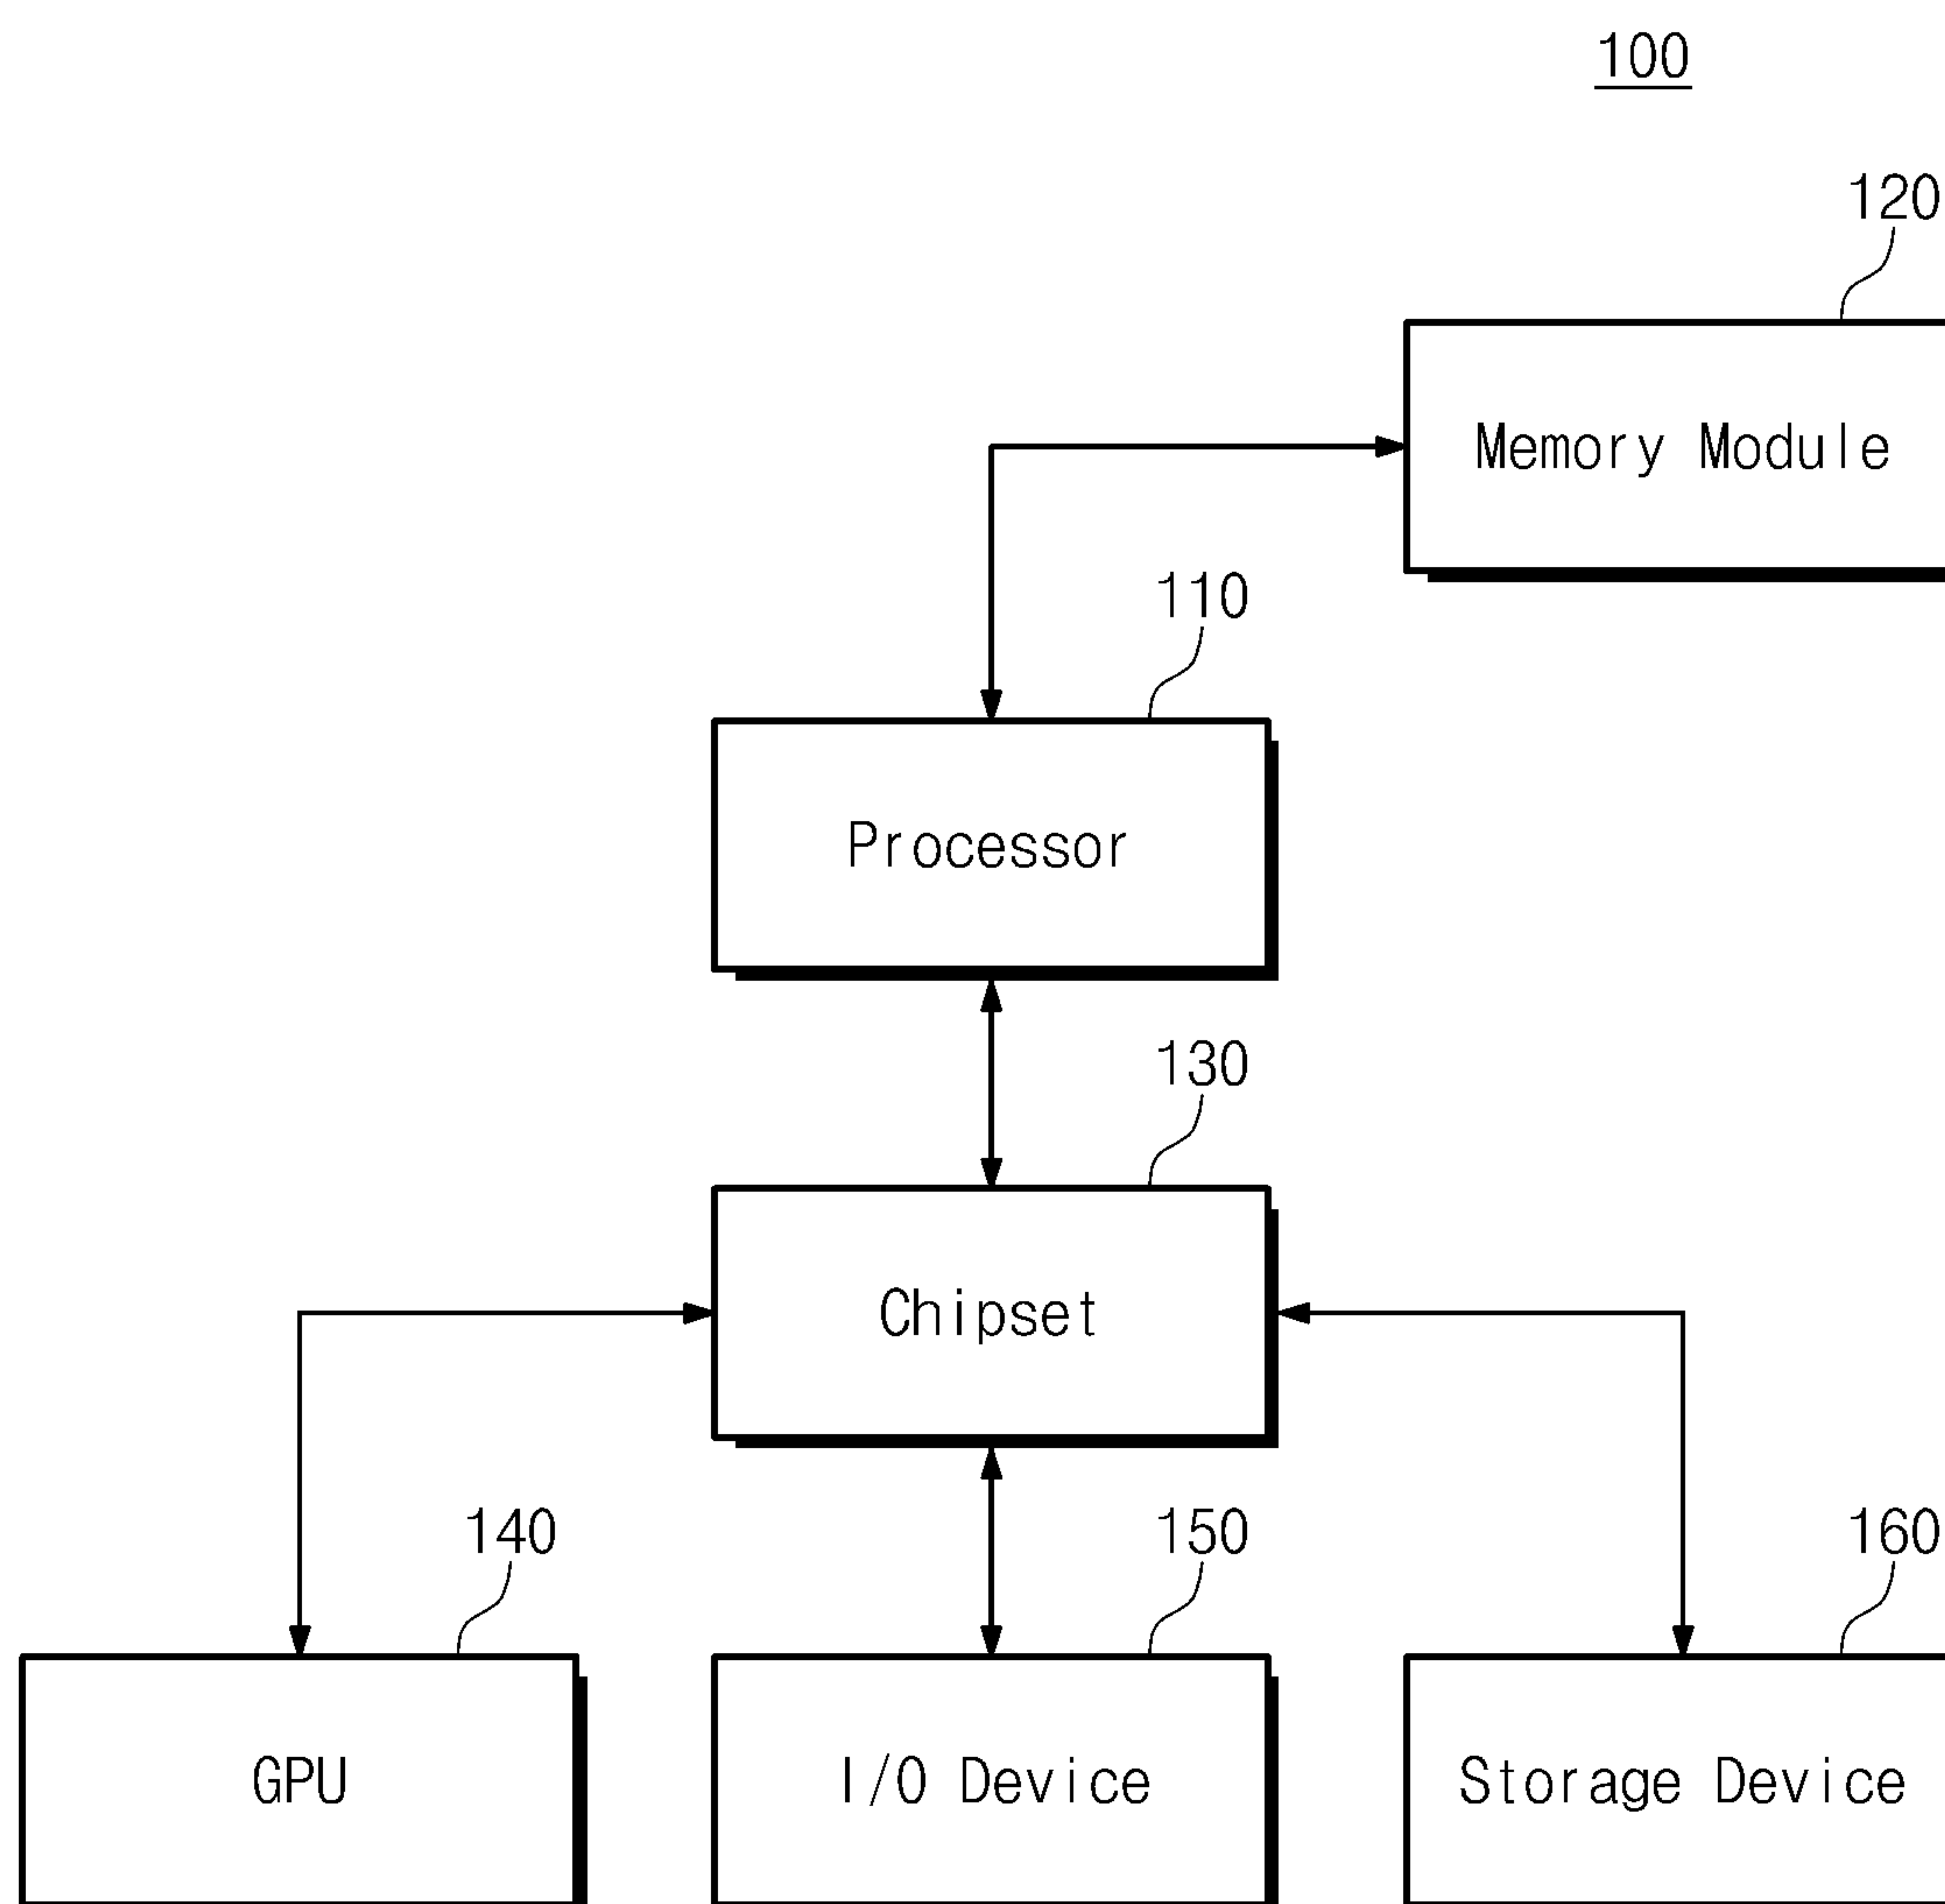 100
120
Memory Module
110
Processor
130
Chipset
140
150
160
GPU
I/O Device
Storage Device